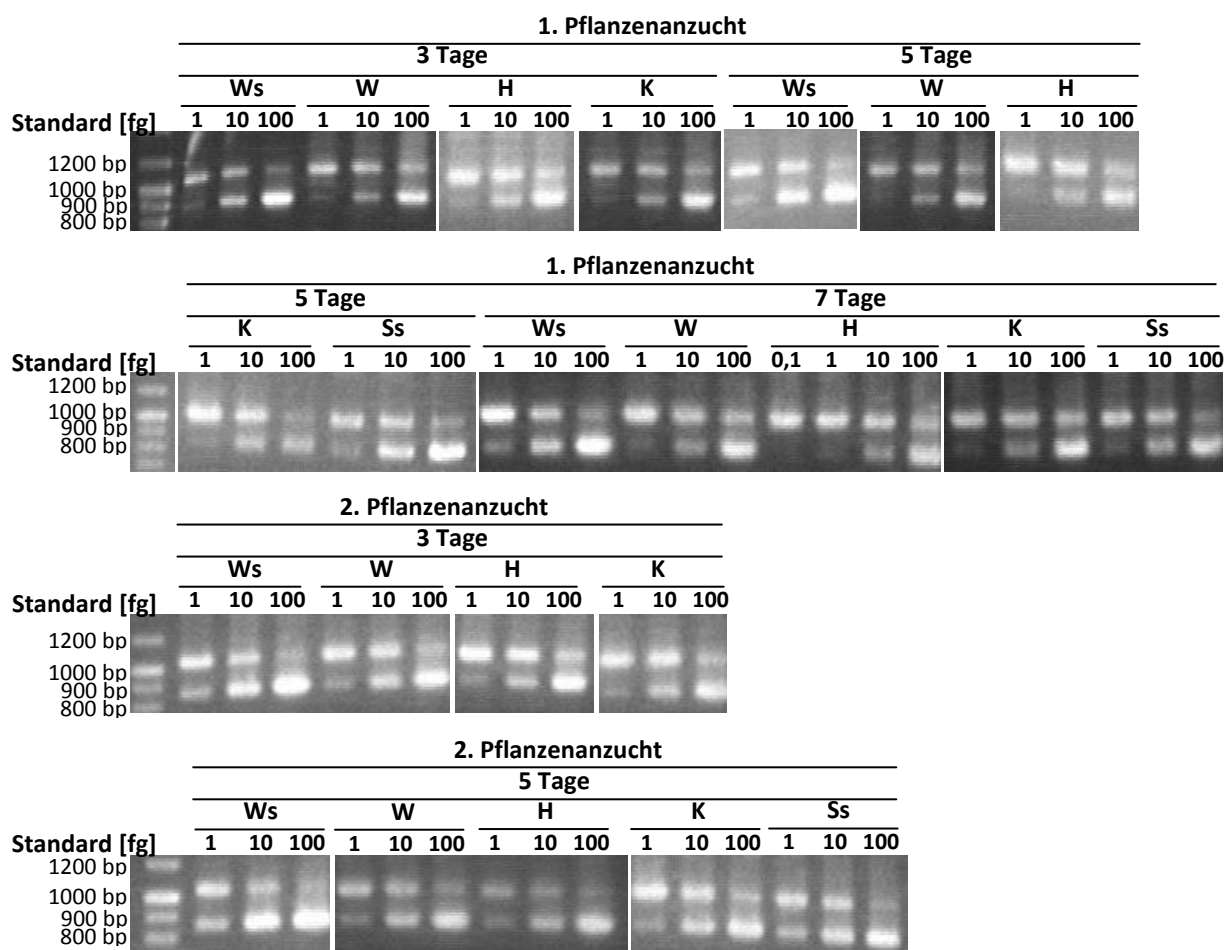 1. Pflanzenanzucht
3 Tage 5 Tage
Ws W H K Ws W H
Standard [fg] 1 10 100 1 10 100 1 10 100 1 10 100 1 10 100 1 10 100 1 10 100
1200 bp
1000 bp
900 bp
800 bp
1. Pflanzenanzucht
5 Tage 7 Tage
K Ss Ws W H K Ss
Standard [fg] 1 10 100 1 10 100 1 10 100 1 10 100 0,1 1 10 100 1 10 100 1 10 100
1200 bp
1000 bp
900 bp
800 bp
2. Pflanzenanzucht
3 Tage
Ws W H K
Standard [fg] 1 10 100 1 10 100 1 10 100 1 10 100
1200 bp
1000 bp
900 bp
800 bp
2. Pflanzenanzucht
5 Tage
Ws W H K Ss
Standard [fg] 1 10 100 1 10 100 1 10 100 1 10 100 1 10 100
1200 bp
1000 bp
900 bp
800 bp